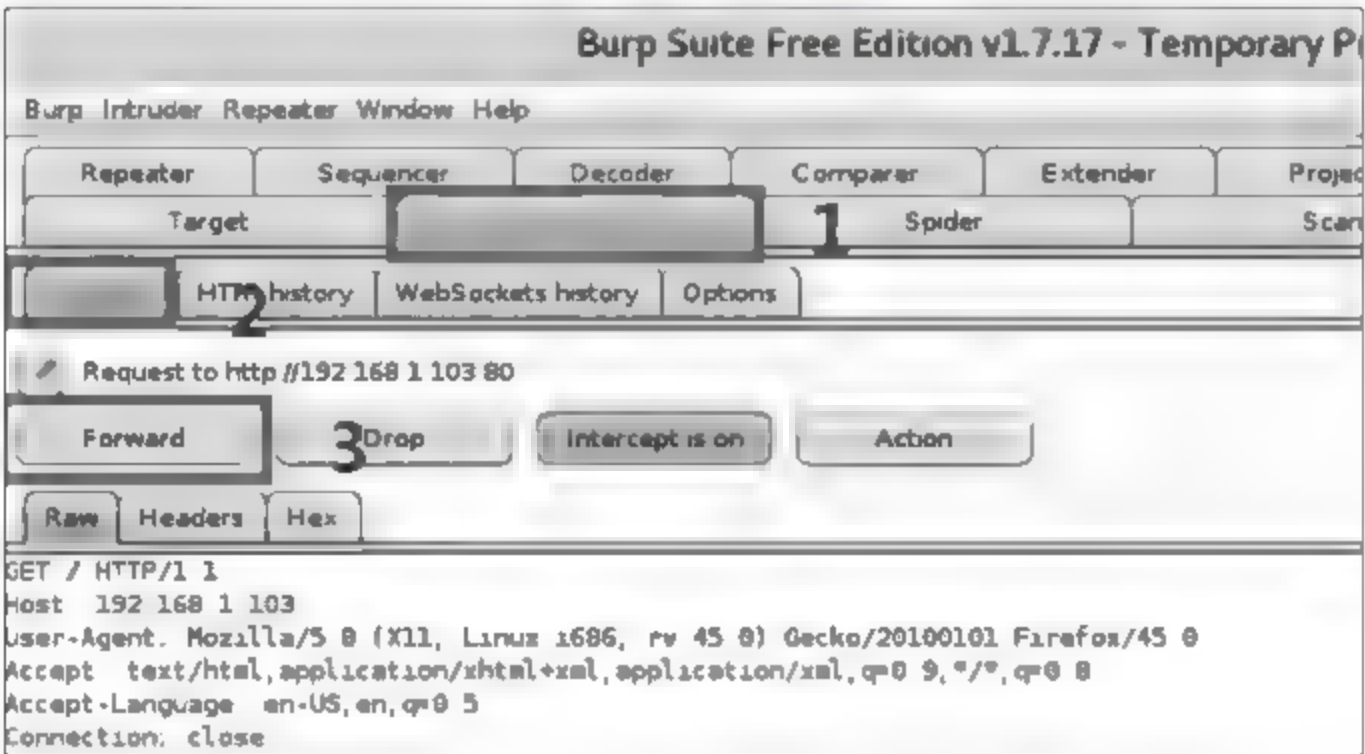 Burp Suite Free Edition v1.7.17 - Temporary P
Burp Intruder Repeater Window Help
Repeater Sequencer Decoder Comparer Extender Projec
Target 1 Spider Scan
2 history WebSockets history Options
Request to http //192 168 1 103 80
Forward 3 Drop Intercept is on Action
Raw Headers Hex
GET / HTTP/1 1
Host 192 168 1 103
User-Agent. Mozilla/5 0 (X11, Linux i686, rv 45 0) Gecko/20100101 Firefox/45 0
Accept text/html,application/xhtml+xml,application/xml,q=0 9,*/*,q=0 8
Accept-Language en-US,en,q=0 5
Connection: close